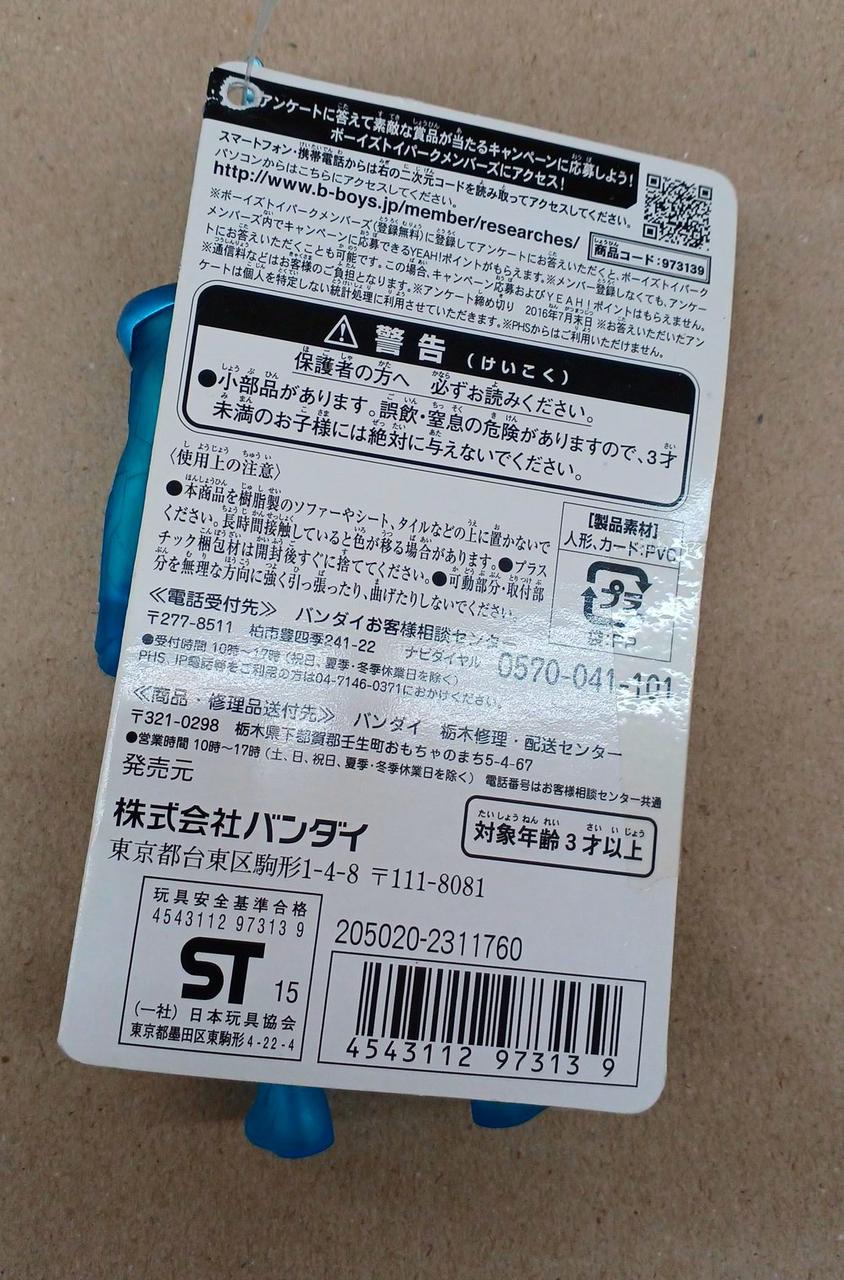 アンケートに答えて素敵な賞品が当たるキャンペーンに応募しよう!
ボーイズトイパークメンバーズにアクセス!
スマートフォン・携帯電話からは右の二次元コードを読み取ってアクセスしてください。
パソコンからはこちらにアクセスしてください。
http://www.b-boys.jp/member/researches/
商品コード:973139
※ボーイズトイパークメンバーズ(登録無料)に登録してアンケートにお答えいただくと、ボーイズトイパーク
メンバーズ内でキャンペーンに応募できるYEAH!ポイントがもらえます。※メンバー登録しなくても、アンケー
トにお答えいただくことも可能です。この場合、キャンペーン応募およびYEAH!ポイントはもらえません。
※通信料などはお客様のご負担となります。※アンケート締め切り 2016年7月末日 ※お答えいただいたアン
ケートは個人を特定しない統計処理に利用させていただきます。※PHSからはご利用いただけません。
警告(けいこく)
保護者の方へ 必ずお読みください。
●小部品があります。誤飲・窒息の危険がありますので、3才
未満のお子様には絶対に与えないでください。
〈使用上の注意〉
●本商品を樹脂製のソファーやシート、タイルなどの上に置かないで
ください。長時間接触していると色が移る場合があります。●プラス
チック梱包材は開封後すぐに捨ててください。●可動部分・取付部
分を無理な方向に強く引っ張ったり、曲げたりしないでください。
[製品素材]
人形、カード:PVC
プラ
袋:PP
≪電話受付先≫ バンダイお客様相談センター
〒277-8511 柏市豊四季241-22 ナビダイヤル 0570-041-101
●受付時間 10時~17時(祝日、夏季・冬季休業日を除く)
PHS、IP電話等をご利用の方は04-7146-0371におかけください。
≪商品・修理品送付先≫ バンダイ 栃木修理・配送センター
〒321-0298 栃木県下都賀郡壬生町おもちゃのまち5-4-67
●営業時間 10時~17時(土、日、祝日、夏季・冬季休業日を除く) 電話番号はお客様相談センター共通
発売元
株式会社バンダイ
東京都台東区駒形1-4-8 〒111-8081
対象年齢3才以上
玩具安全基準合格
4543112 97313 9
ST 15
(一社)日本玩具協会
東京都墨田区東駒形4-22-4
205020-2311760
4543112 97313 9